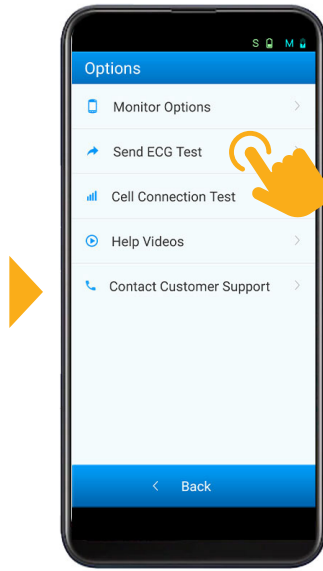 S M
Options
Monitor Options
Send ECG Test
Cell Connection Test
Help Videos
Contact Customer Support
Back